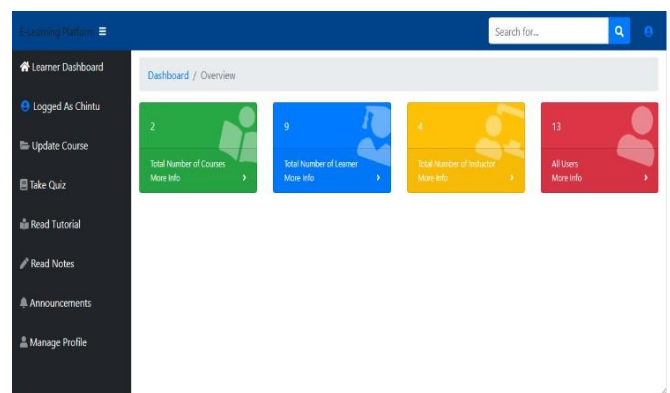 E-Learning Platform
Search for...
Learner Dashboard
Logged As Chintu
Update Course
Take Quiz
Read Tutorial
Read Notes
Announcements
Manage Profile
Dashboard / Overview
2
Total Number of Courses
More Info
9
Total Number of Learner
More Info
4
Total Number of Instuctor
More Info
13
All Users
More Info